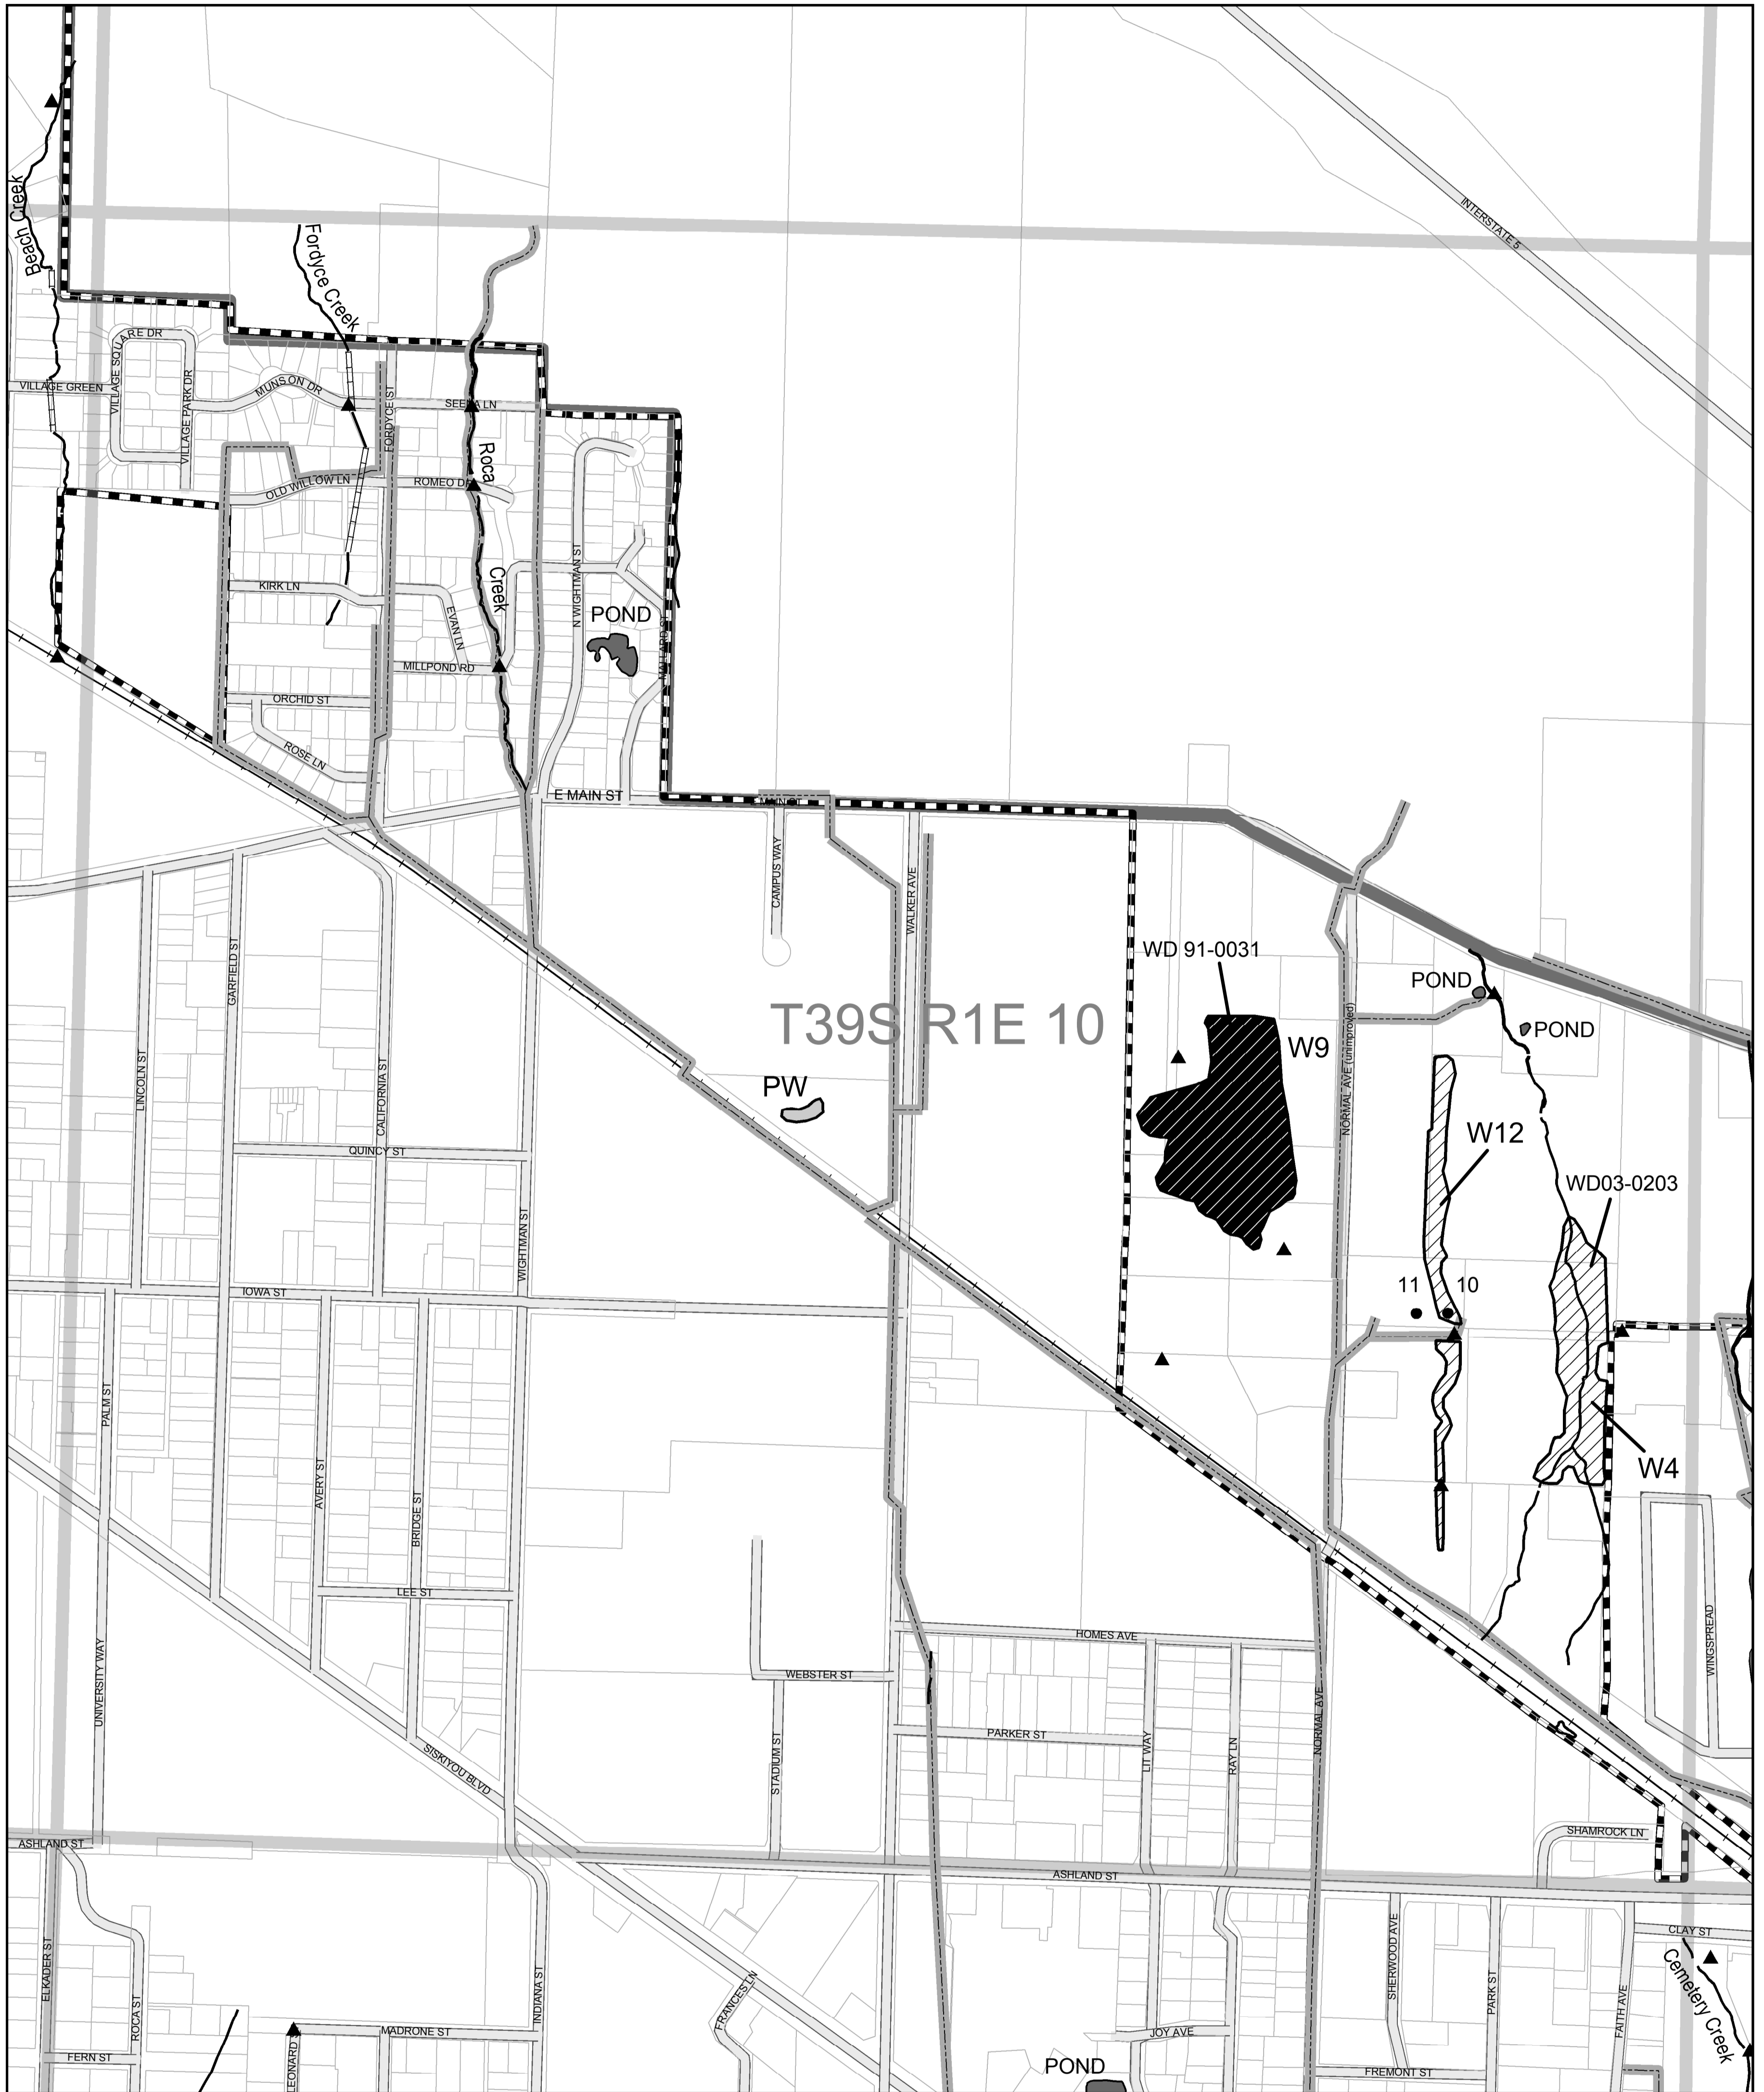 INTERSTATE 5
Beach Creek
Fordyce Creek
VILLAGE SQUARE DR
VILLAGE GREEN
VILLAGE PARK DR
MUNSON DR
FORDYCE ST
SEENA LN
Roca
Creek
OLD WILLOW LN
ROMEO DR
N WIGHTMAN ST
KIRK LN
EVAN LN
POND
MALLARD ST
MILLPOND RD
ORCHID ST
ROSE LN
E MAIN ST
E MAIN ST
CAMPUS WAY
WALKER AVE
GARFIELD ST
LINCOLN ST
CALIFORNIA ST
WD 91-0031
POND
POND
T39S R1E 10
W9
NORMAL AVE (unimproved)
PW
W12
QUINCY ST
WD03-0203
WIGHTMAN ST
IOWA ST
11
10
PALM ST
AVERY ST
BRIDGE ST
W4
LEE ST
HOMES AVE
WINGSPREAD
UNIVERSITY WAY
WEBSTER ST
NORMAL AVE
PARKER ST
STADIUM ST
LIT WAY
RAY LN
SISKIYOU BLVD
SHAMROCK LN
ASHLAND ST
ASHLAND ST
CLAY ST
ELKADER ST
ROCA ST
INDIANA ST
FRANCES LN
SHERWOOD AVE
PARK ST
FAITH AVE
Cemetery Creek
MADRONE ST
JOY AVE
FERN ST
LEONARD
POND
FREMONT ST